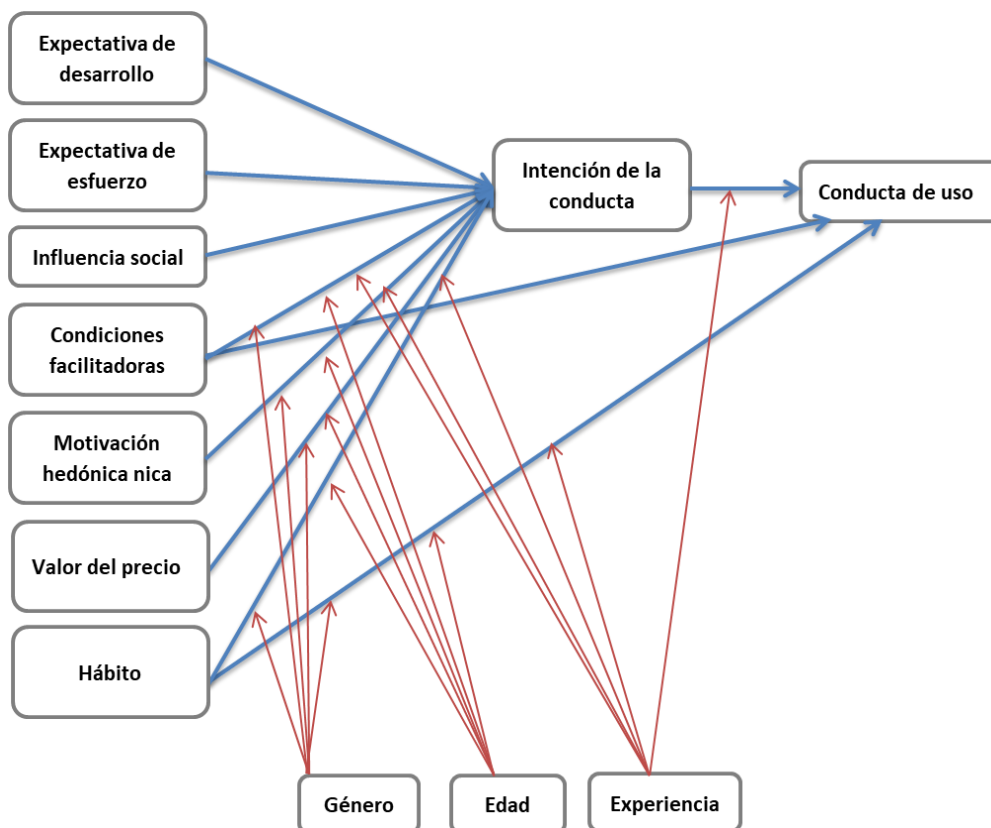 Expectativa de
desarrollo
Expectativa de
esfuerzo
Influencia social
Condiciones
facilitadoras
Motivación
hedónica nica
Valor del precio
Hábito
Intención de la
conducta
Conducta de uso
Género
Edad
Experiencia